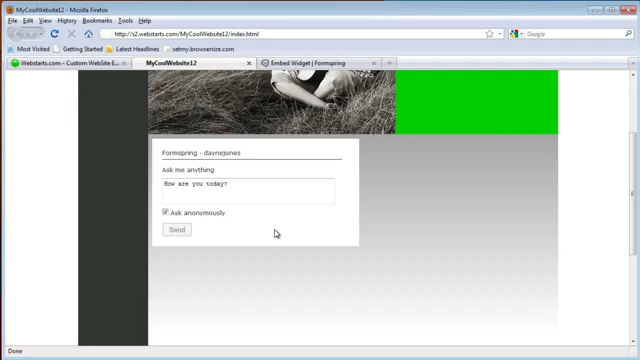 MyCoolWebsite12 - Mozilla Firefox
File Edit View History Bookmarks Tools Help
http://s2.webstarts.com/MyCoolWebsite12/index.html
Google
Most Visited Getting Started Latest Headlines setmy.browsersize.com
Webstarts.com - Custom WebSite E...
MyCoolWebsite12
Embed Widget | Formspring
Formspring - daynejones
Ask me anything
How are you today?
Ask anonymously
Send
Done